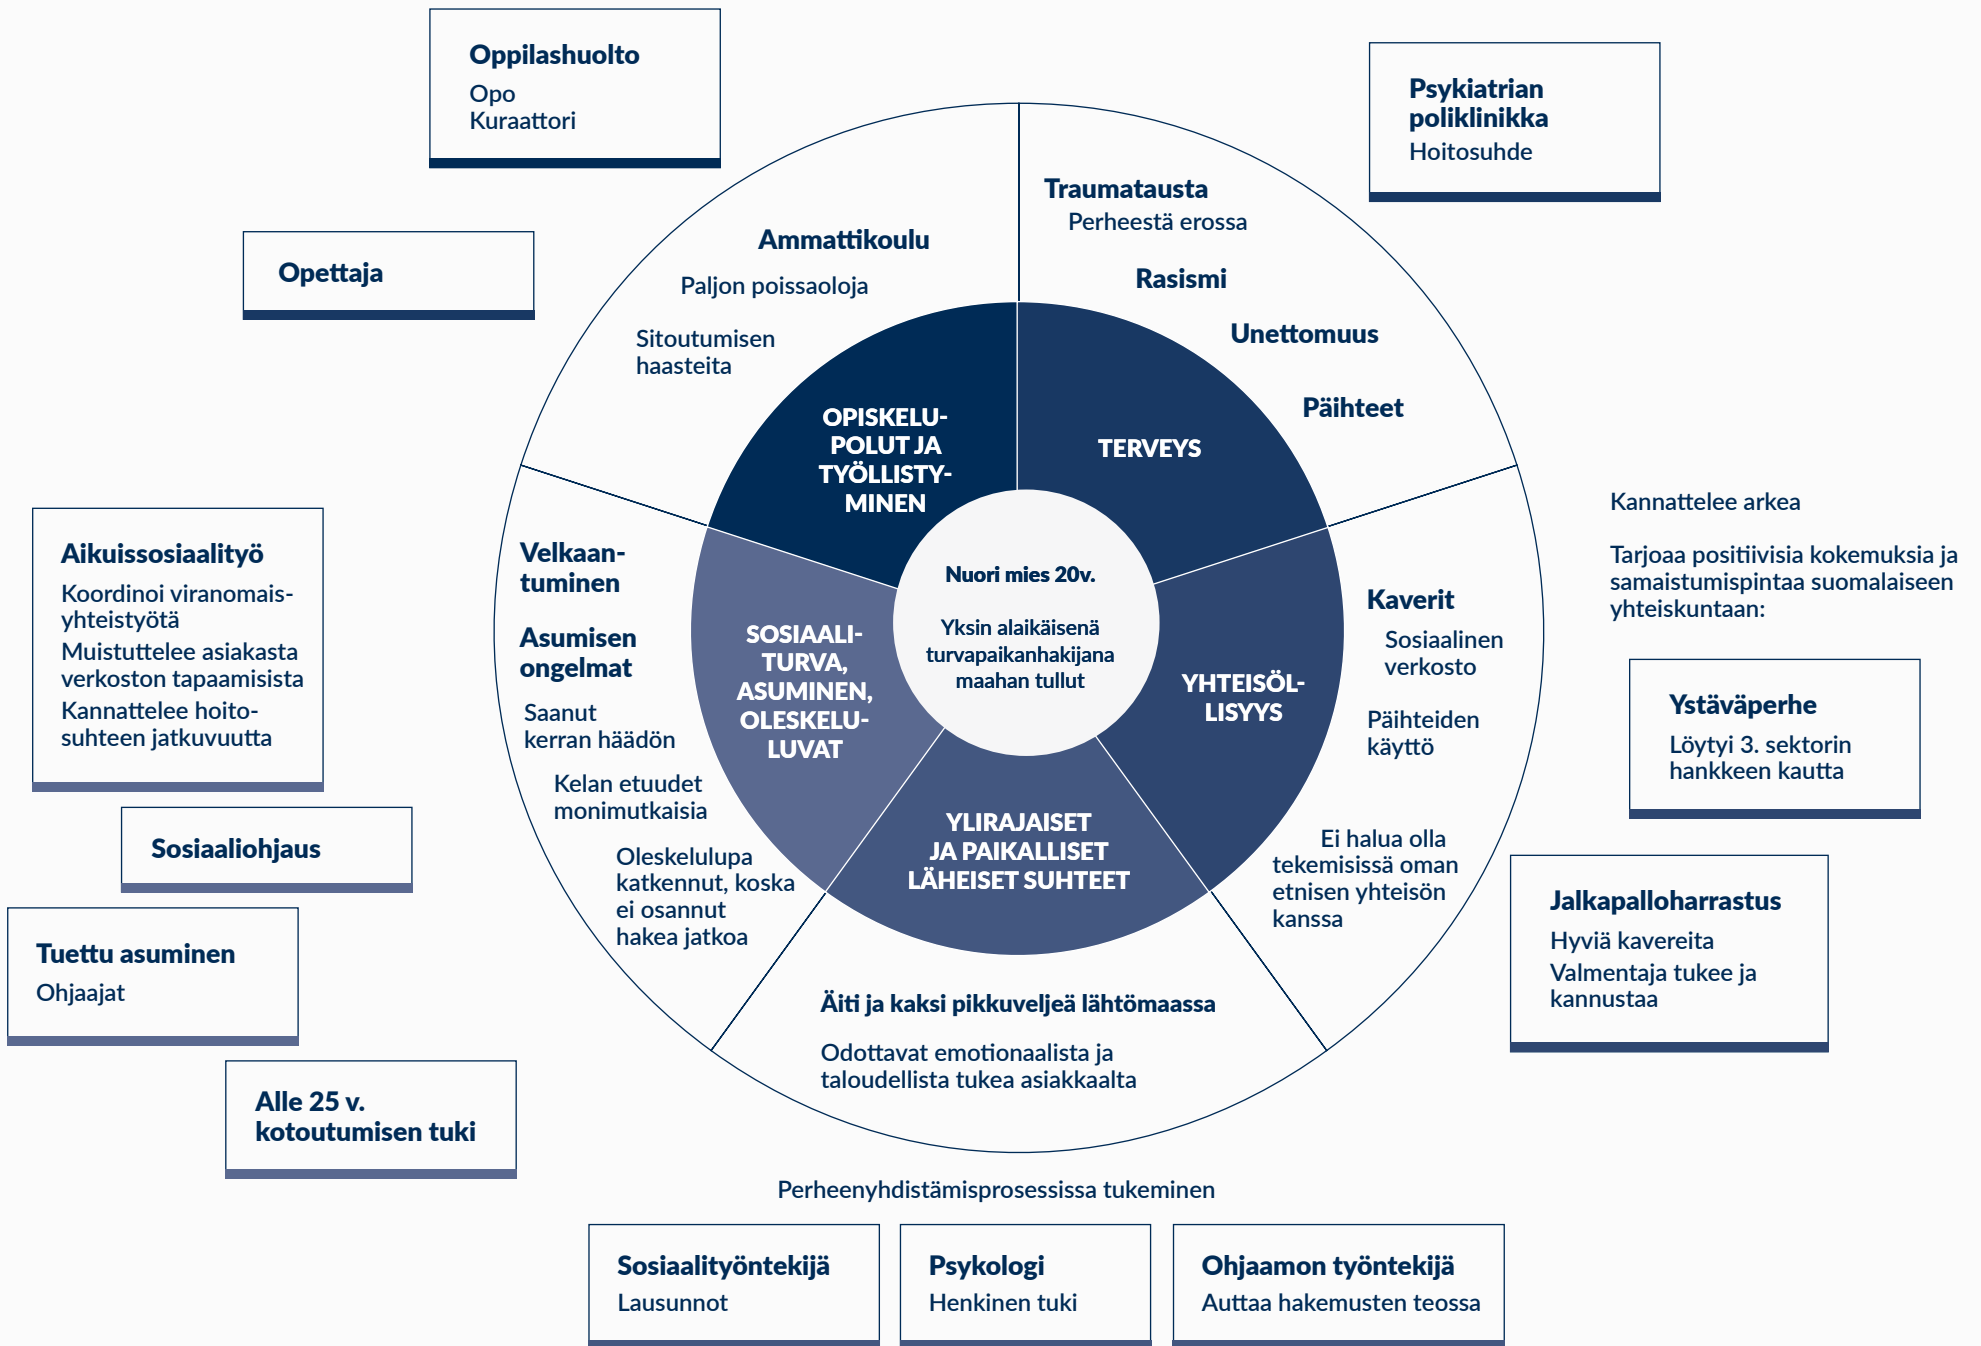 Oppilashuolto
Opo
Kuraattori
Psykiatrian
poliklinikka
Hoitosuhde
Opettaja
Ammattikoulu
Paljon poissaoloja
Sitoutumisen
haasteita
Traumatausta
Perheestä erossa
Rasismi
Unettomuus
Päihteet
OPISKELU-
POLUT JA
TYÖLLISTY-
MINEN
TERVEYS
Nuori mies 20v.
Yksin alaikäisenä
turvapaikanhakijana
maahan tullut
SOSIAALI-
TURVA,
ASUMINEN,
OLESKELU-
LUVAT
YHTEISÖL-
LISYYS
YLIRAJAISET
JA PAIKALLISET
LÄHEISET SUHTEET
Velkaan-
tuminen
Asumisen
ongelmat
Saanut
kerran häädön
Kelan etuudet
monimutkaisia
Oleskelulupa
katkennut, koska
ei osannut
hakea jatkoa
Kaverit
Sosiaalinen
verkosto
Päihteiden
käyttö
Ei halua olla
tekemisissä oman
etnisen yhteisön
kanssa
Äiti ja kaksi pikkuveljeä lähtömaassa
Odottavat emotionaalista ja
taloudellista tukea asiakkaalta
Aikuissosiaalityö
Koordinoi viranomais-
yhteistyötä
Muistuttelee asiakasta
verkoston tapaamisista
Kannattelee hoito-
suhteen jatkuvuutta
Sosiaaliohjaus
Tuettu asuminen
Ohjaajat
Alle 25 v.
kotoutumisen tuki
Kannattelee arkea
Tarjoaa positiivisia kokemuksia ja
samaistumispintaa suomalaiseen
yhteiskuntaan:
Ystäväperhe
Löytyi 3. sektorin
hankkeen kautta
Jalkapalloharrastus
Hyviä kavereita
Valmentaja tukee ja
kannustaa
Perheenyhdistämisprosessissa tukeminen
Sosiaalityöntekijä
Lausunnot
Psykologi
Henkinen tuki
Ohjaamon työntekijä
Auttaa hakemusten teossa